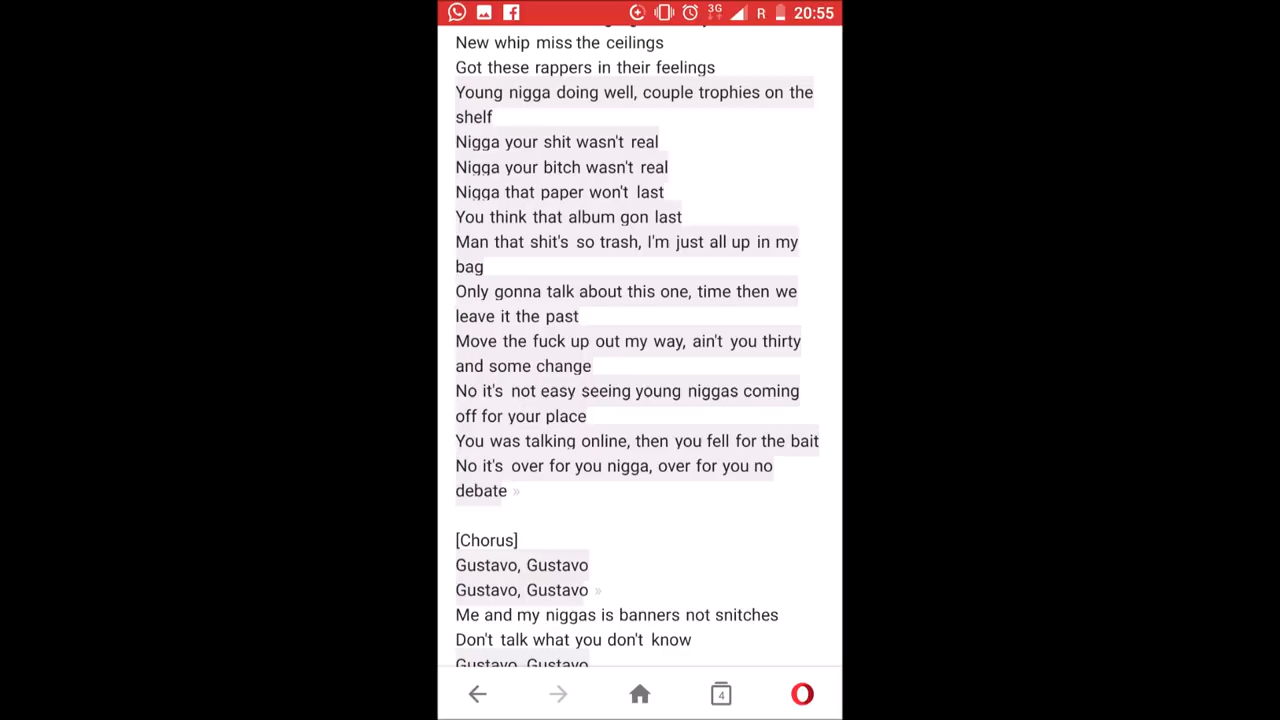 3G
R
20:55
New whip miss the ceilings
Got these rappers in their feelings
Young nigga doing well, couple trophies on the
shelf
Nigga your shit wasn't real
Nigga your bitch wasn't real
Nigga that paper won't last
You think that album gon last
Man that shit's so trash, I'm just all up in my
bag
Only gonna talk about this one, time then we
leave it the past
Move the fuck up out my way, ain't you thirty
and some change
No it's not easy seeing young niggas coming
off for your place
You was talking online, then you fell for the bait
No it's over for you nigga, over for you no
debate »
[Chorus]
Gustavo, Gustavo
Gustavo, Gustavo »
Me and my niggas is banners not snitches
Don't talk what you don't know
Gustavo, Gustavo
4